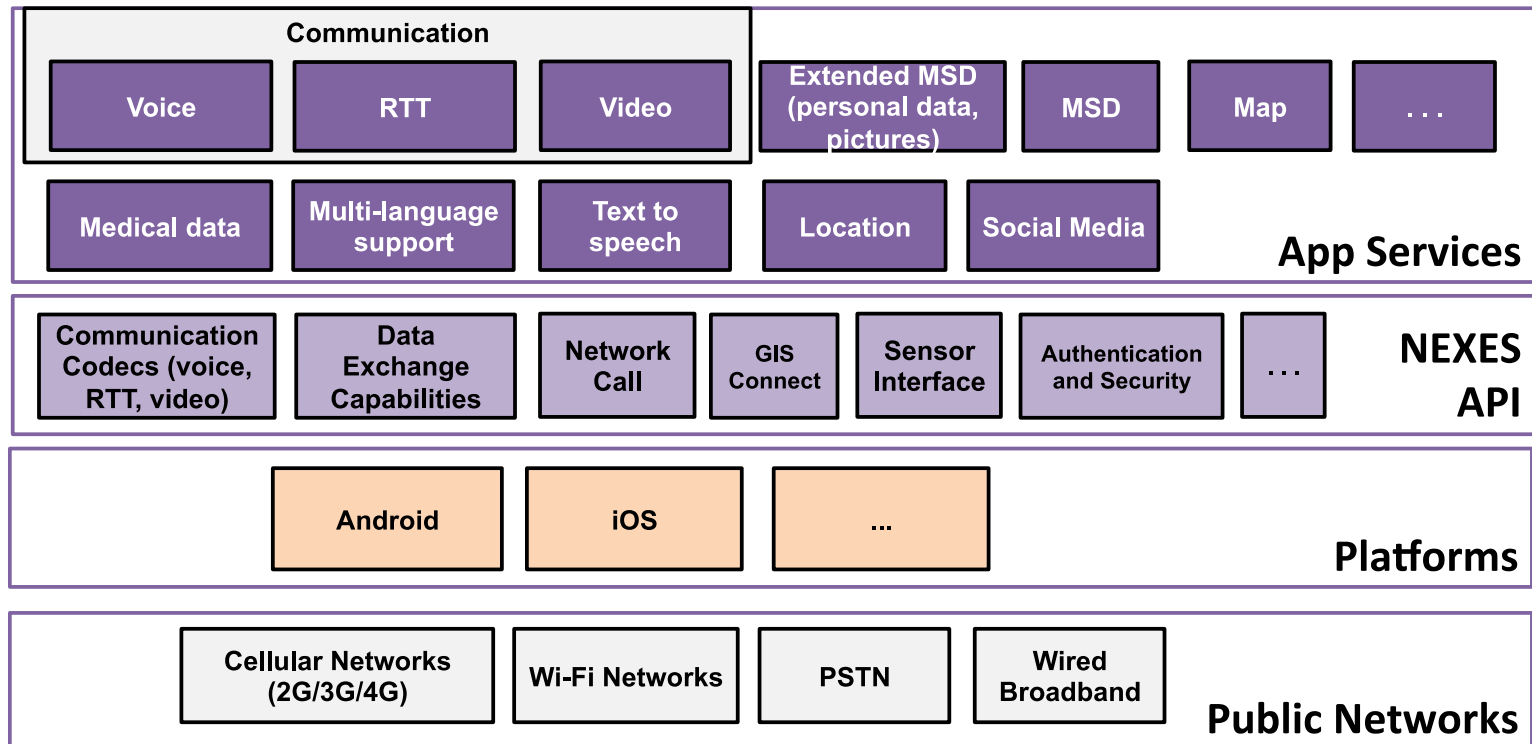 Communication
Voice
RTT
Video
Extended MSD
(personal data,
pictures)
MSD
Map
. . .
Medical data
Multi-language
support
Text to
speech
Location
Social Media
App Services
Communication
Codecs (voice,
RTT, video)
Data
Exchange
Capabilities
Network
Call
GIS
Connect
Sensor
Interface
Authentication
and Security
. . .
NEXES
API
Android
iOS
...
Platforms
Cellular Networks
(2G/3G/4G)
Wi-Fi Networks
PSTN
Wired
Broadband
Public Networks